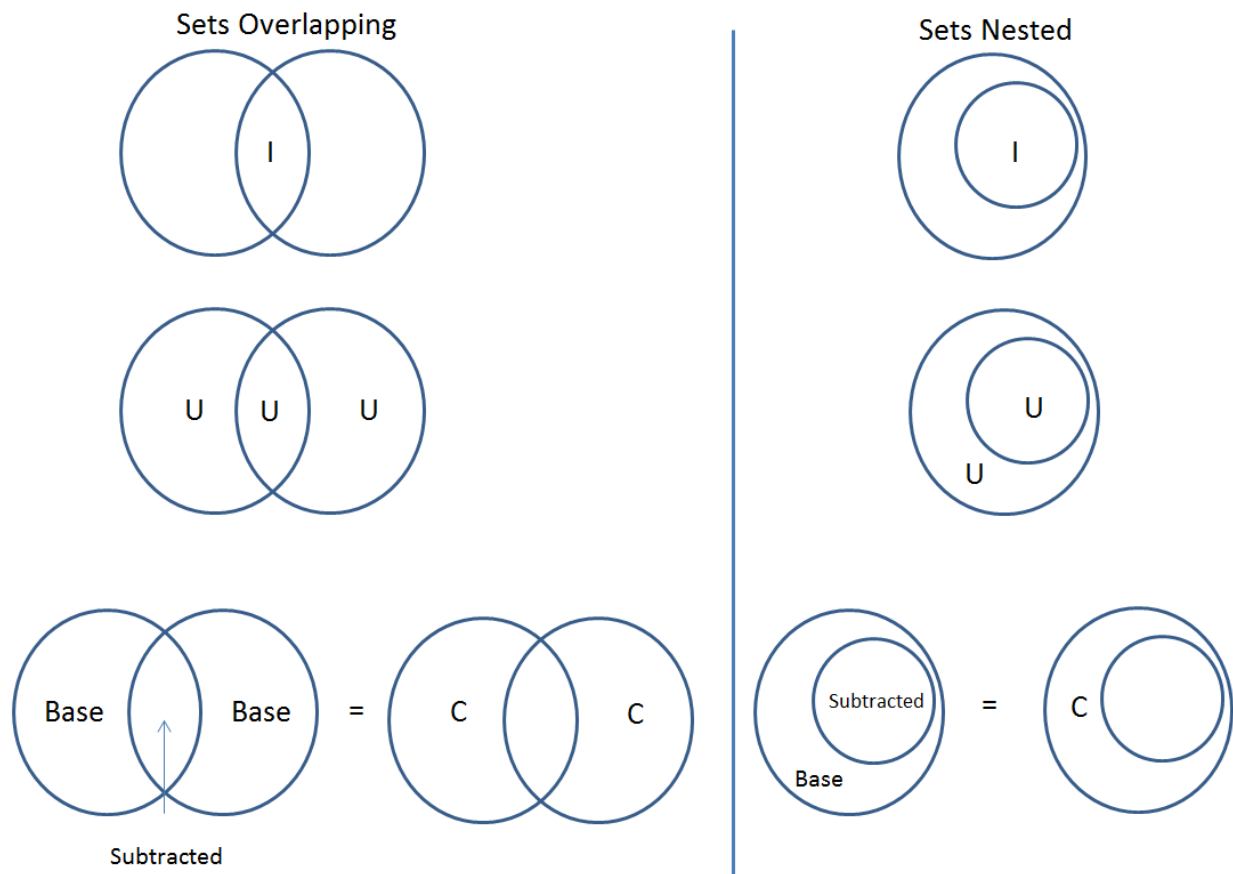 Sets Overlapping
I
U U U
Base Base = C C
Subtracted
Sets Nested
I
U
U
Subtracted = C
Base